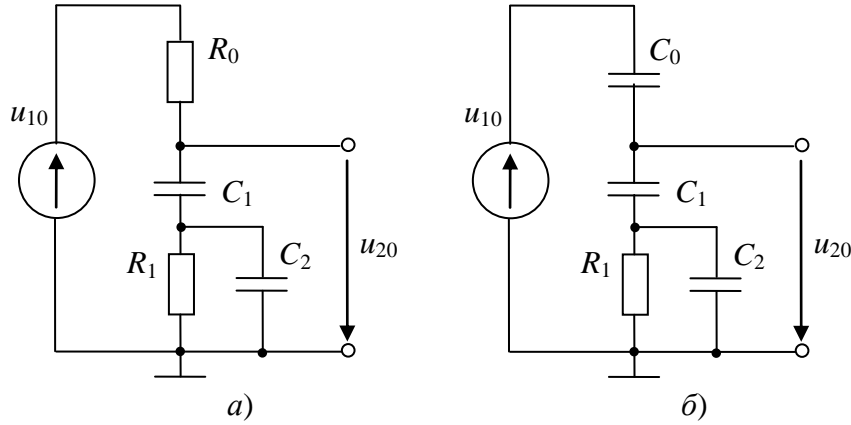 R₀
u₁₀
C₁
R₁
C₂
u₂₀
а)
C₀
u₁₀
C₁
R₁
C₂
u₂₀
б)